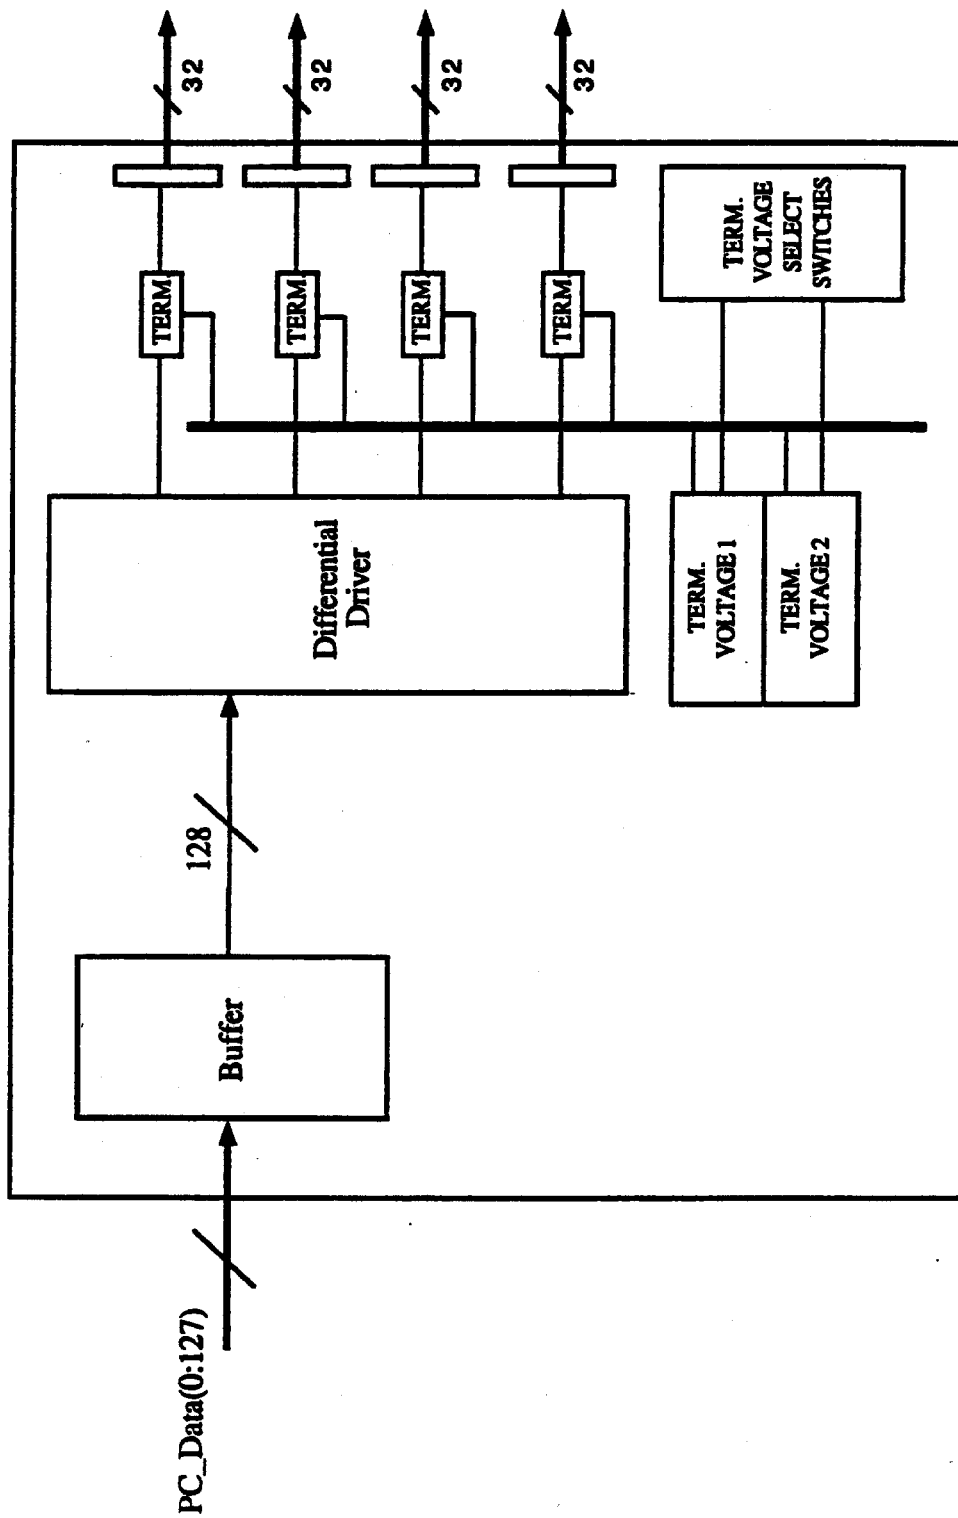 PC_Data(0:127)
Buffer
128
Differential
Driver
TERM.
TERM.
TERM.
TERM.
32
32
32
32
TERM.
VOLTAGE 1
TERM.
VOLTAGE 2
TERM.
VOLTAGE
SELECT
SWITCHES